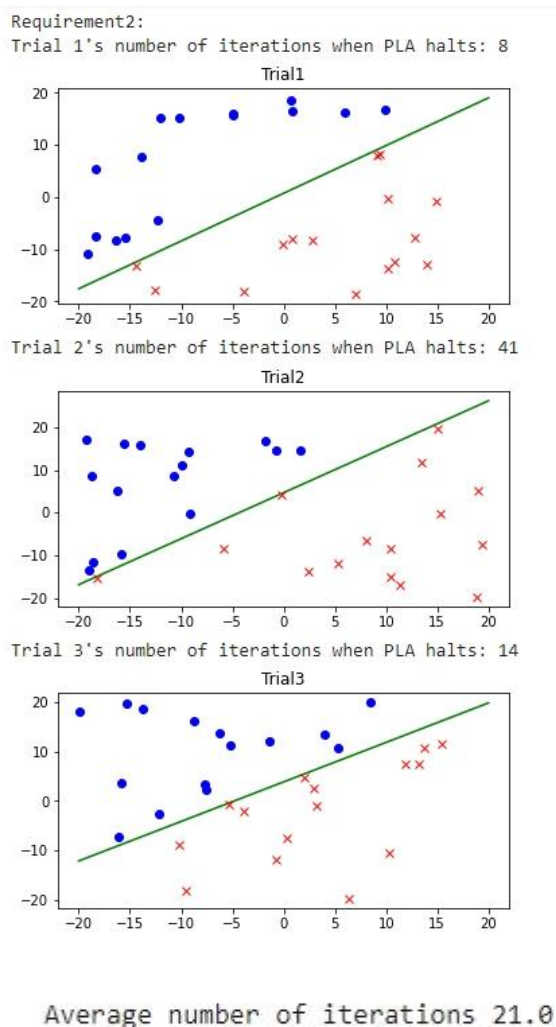 Requirement2:
Trial 1's number of iterations when PLA halts: 8
Trial1
20
10
0
−10
−20
−20 −15 −10 −5 0 5 10 15 20
Trial 2's number of iterations when PLA halts: 41
Trial2
20
10
0
−10
−20
−20 −15 −10 −5 0 5 10 15 20
Trial 3's number of iterations when PLA halts: 14
Trial3
20
10
0
−10
−20
−20 −15 −10 −5 0 5 10 15 20
Average number of iterations 21.0